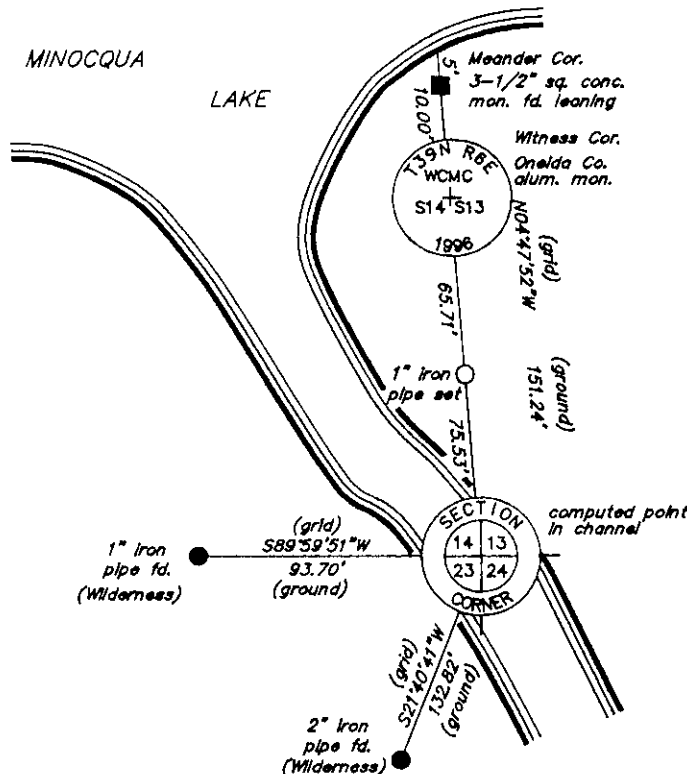 MINOCQUA
LAKE
5'
Meander Cor.
3-1/2" sq. conc.
mon. fd. leaning
10.00'
Witness Cor.
Oneida Co.
alum. mon.
T39N R6E
WCMC
S14 S13
1996
N04°47'52"W
(grid)
65.71'
1" iron
pipe set
151.24'
(ground)
75.53'
computed point
in channel
SECTION
14 13
23 24
CORNER
1" iron
pipe fd.
(Wilderness)
(grid)
S89°59'51"W
93.70'
(ground)
(grid)
S21°40'41"W
132.82'
(ground)
2" iron
pipe fd.
(Wilderness)